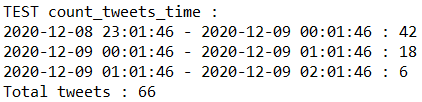 TEST count_tweets_time :
2020-12-08 23:01:46 - 2020-12-09 00:01:46 : 42
2020-12-09 00:01:46 - 2020-12-09 01:01:46 : 18
2020-12-09 01:01:46 - 2020-12-09 02:01:46 : 6
Total tweets : 66